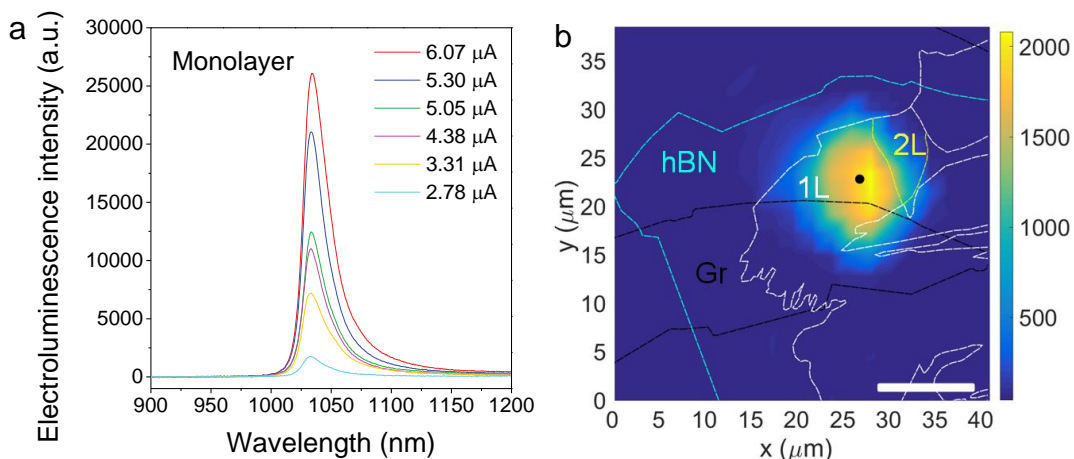 a
Electroluminescence intensity (a.u.)
30000
25000
20000
15000
10000
5000
0
Monolayer
6.07 μA
5.30 μA
5.05 μA
4.38 μA
3.31 μA
2.78 μA
900 950 1000 1050 1100 1150 1200
Wavelength (nm)
b
y (μm)
35
30
25
20
15
10
5
0
hBN
2L
1L
Gr
0 5 10 15 20 25 30 35 40
x (μm)
2000
1500
1000
500